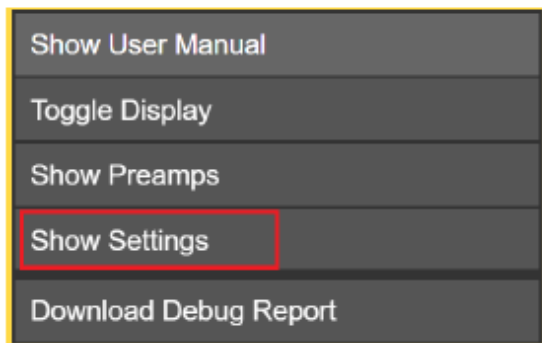 Show User Manual
Toggle Display
Show Preamps
Show Settings
Download Debug Report